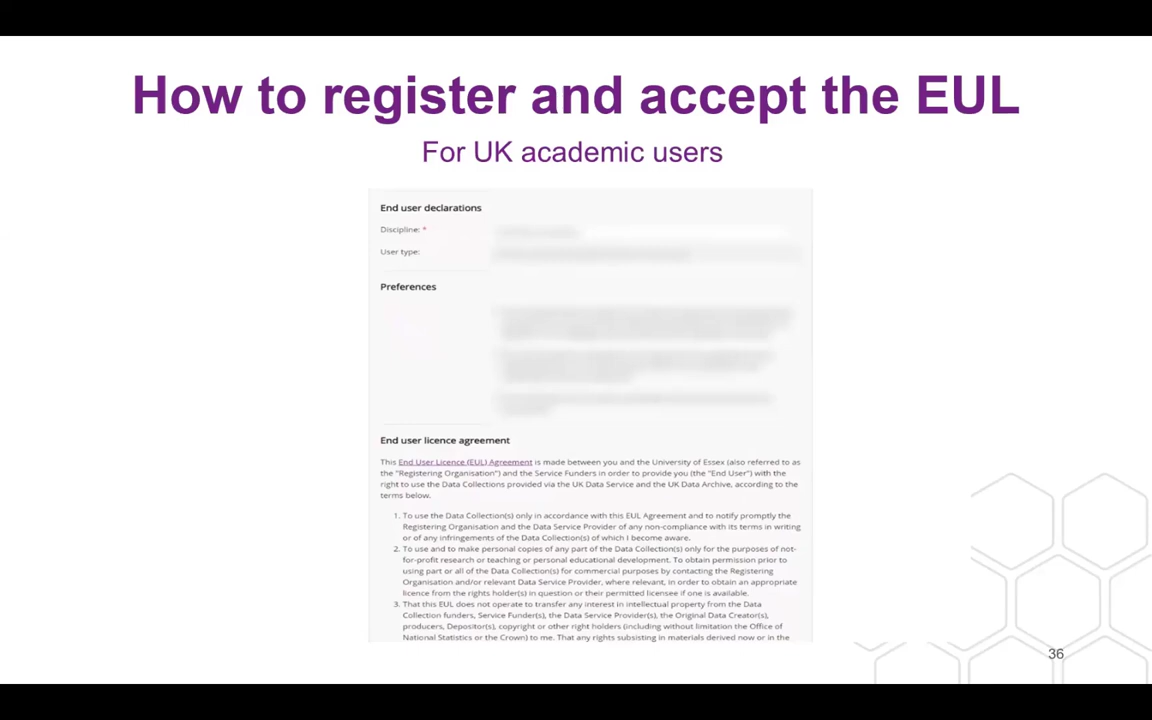 How to register and accept the EUL
For UK academic users
End user declarations
Discipline: *
User type:
Preferences
End user licence agreement
This End User Licence (EUL) Agreement is made between you and the University of Essex (also referred to as
the "Registering Organisation") and the Service Funders in order to provide you (the "End User") with the
right to use the Data Collections provided via the UK Data Service and the UK Data Archive, according to the
terms below.
1. To use the Data Collection(s) only in accordance with this EUL Agreement and to notify promptly the
Registering Organisation and the Data Service Provider of any non-compliance with its terms in writing
or of any infringements of the Data Collection(s) of which I become aware.
2. To use and to make personal copies of any part of the Data Collection(s) only for the purposes of not-
for-profit research or teaching or personal educational development. To obtain permission prior to
using part or all of the Data Collection(s) for commercial purposes by contacting the Registering
Organisation and/or relevant Data Service Provider, where relevant, in order to obtain an appropriate
licence from the rights holder(s) in question or their permitted licensee if one is available.
3. That this EUL does not operate to transfer any interest in intellectual property from the Data
Collection funders, Service Funder(s), the Data Service Provider(s), the Original Data Creator(s),
producers, Depositor(s), copyright or other right holders (including without limitation the Office of
National Statistics or the Crown) to me. That any rights subsisting in materials derived now or in the
36